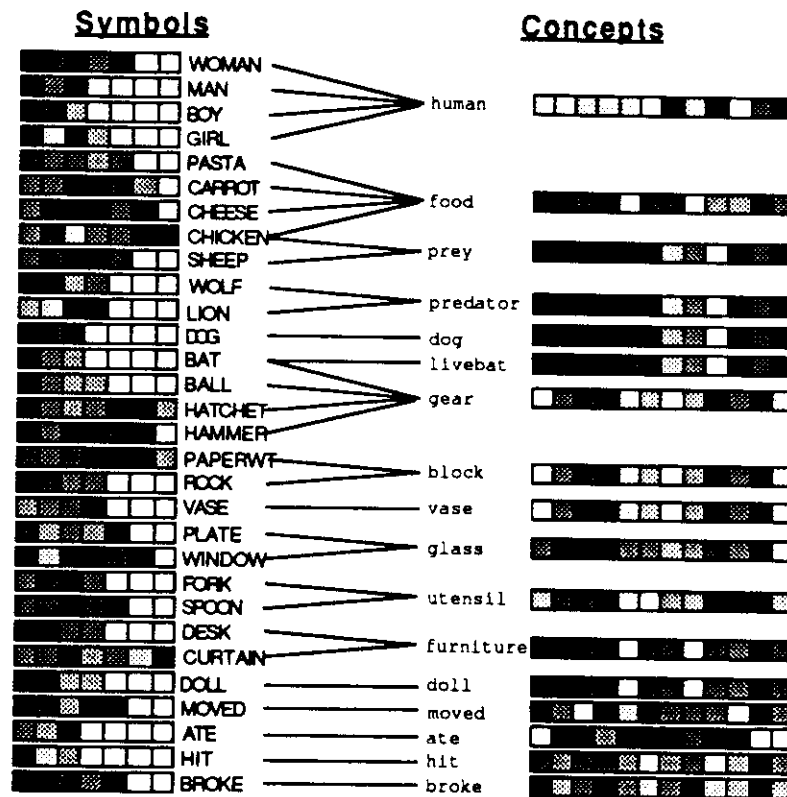 Symbols
Concepts
WOMAN
MAN
BOY
GIRL
PASTA
CARROT
CHEESE
CHICKEN
SHEEP
WOLF
LION
DOG
BAT
BALL
HATCHET
HAMMER
PAPERWT
ROCK
VASE
PLATE
WINDOW
FORK
SPOON
DESK
CURTAIN
DOLL
MOVED
ATE
HIT
BROKE
human
food
prey
predator
dog
livebat
gear
block
vase
glass
utensil
furniture
doll
moved
ate
hit
broke